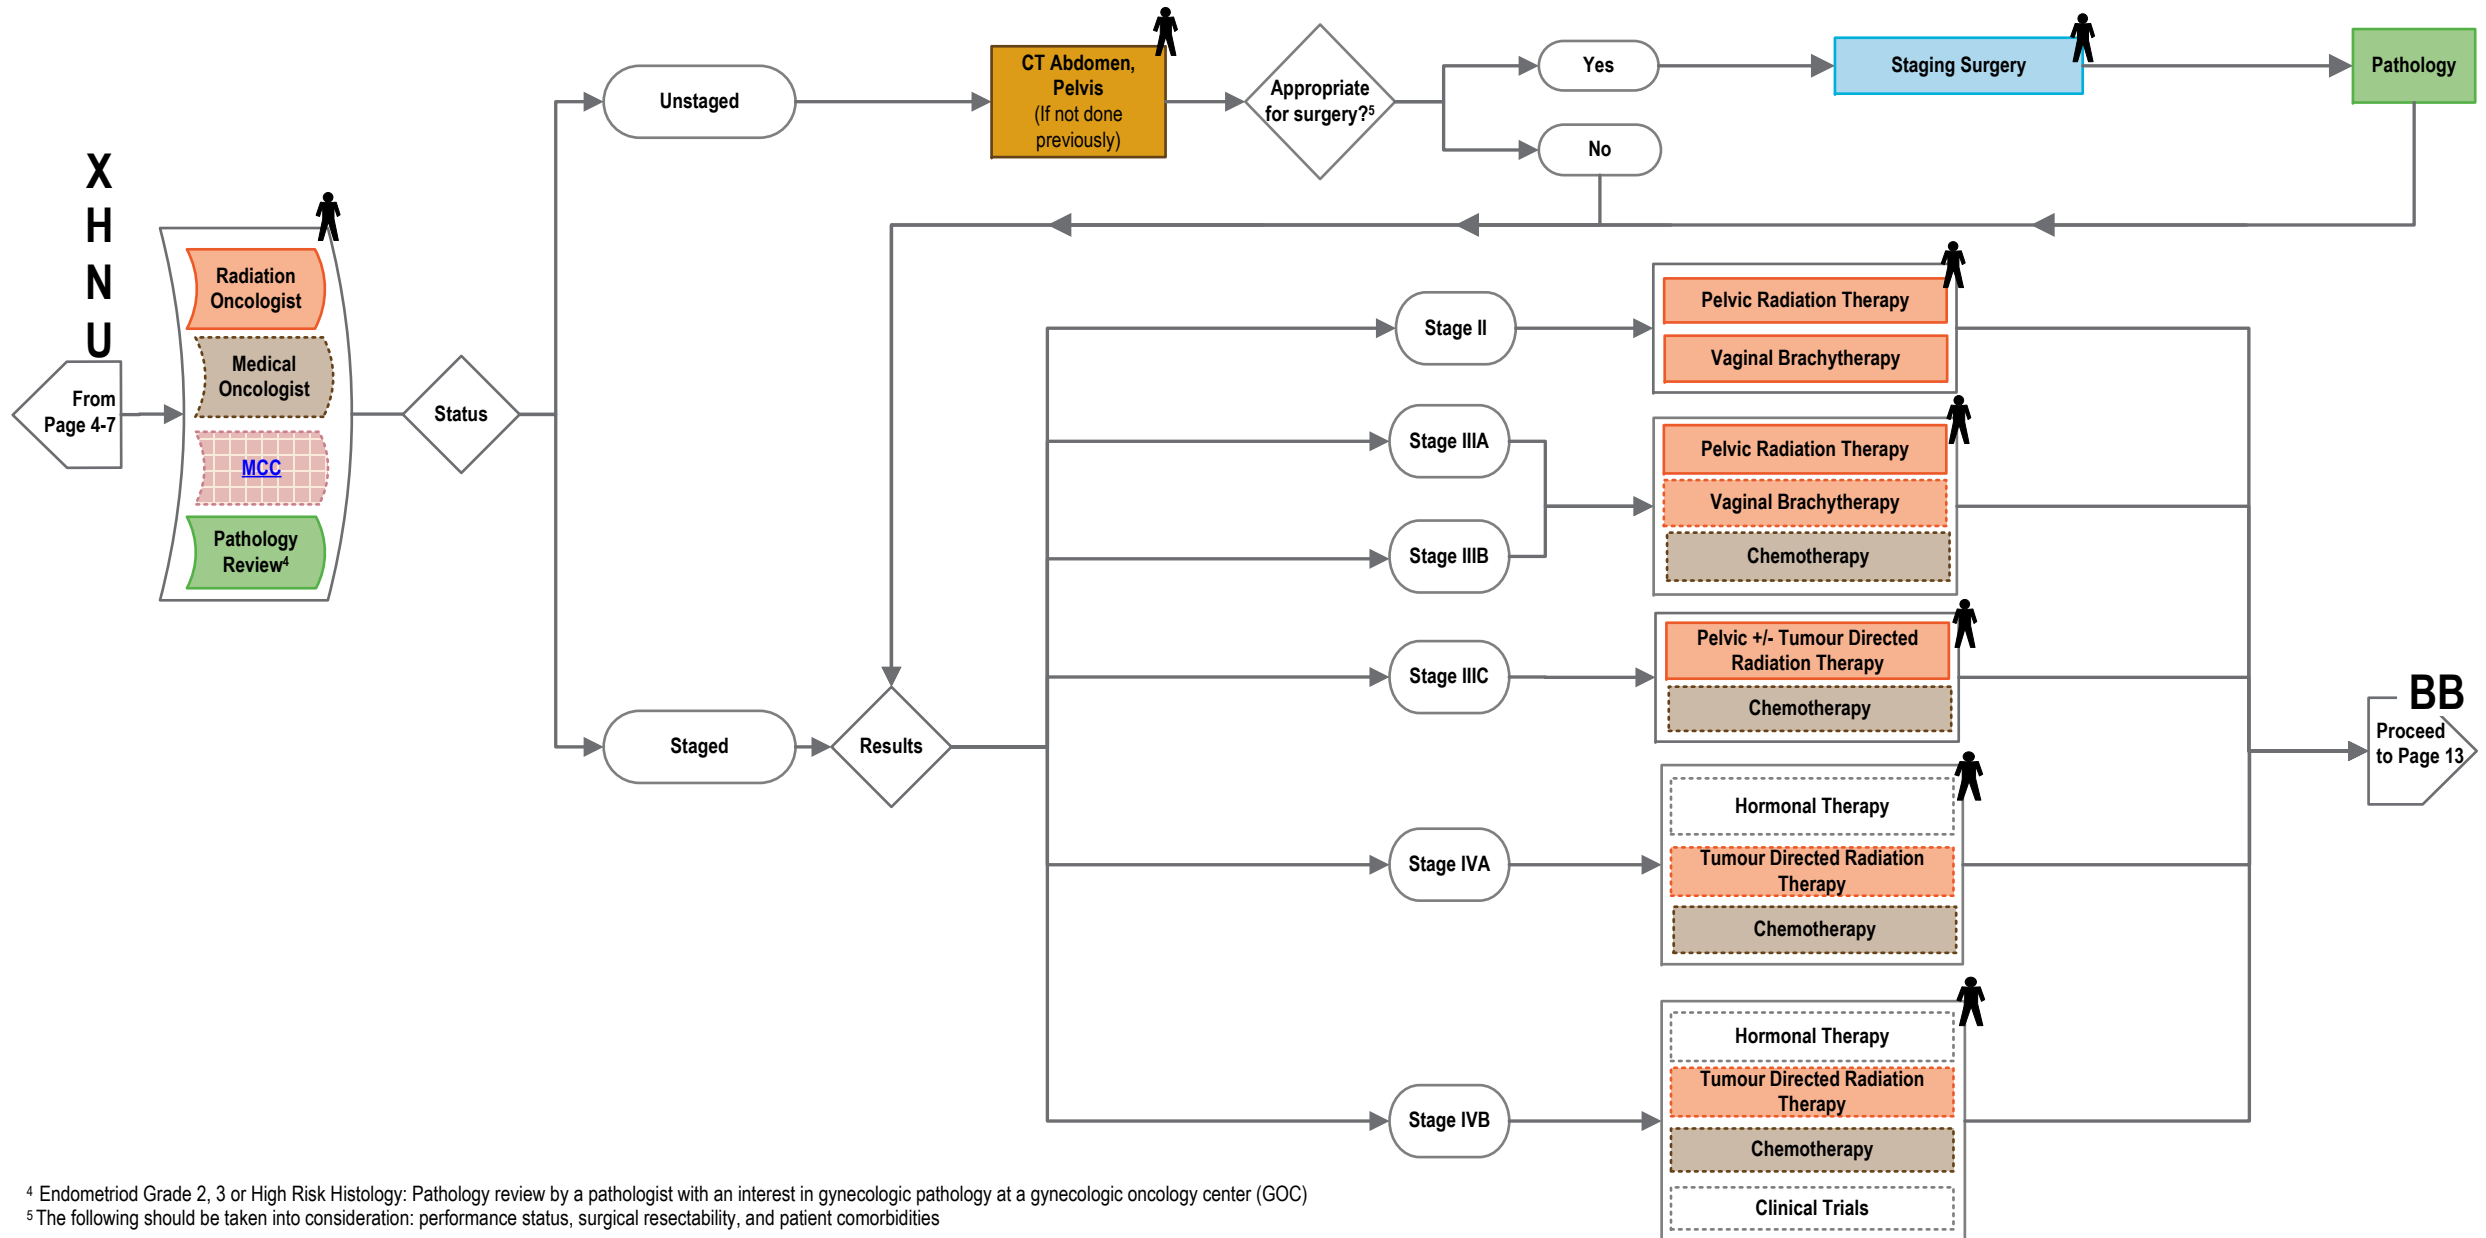 X
H
N
U
From
Page 4-7
Radiation
Oncologist
Medical
Oncologist
MCC
Pathology
Review⁴
Status
Unstaged
CT Abdomen,
Pelvis
(If not done
previously)
Appropriate
for surgery?⁵
Yes
No
Staging Surgery
Pathology
Staged
Results
Stage II
Pelvic Radiation Therapy
Vaginal Brachytherapy
Stage IIIA
Stage IIIB
Pelvic Radiation Therapy
Vaginal Brachytherapy
Chemotherapy
Stage IIIC
Pelvic +/- Tumour Directed
Radiation Therapy
Chemotherapy
Stage IVA
Hormonal Therapy
Tumour Directed Radiation
Therapy
Chemotherapy
Stage IVB
Hormonal Therapy
Tumour Directed Radiation
Therapy
Chemotherapy
Clinical Trials
BB
Proceed
to Page 13
⁴ Endometriod Grade 2, 3 or High Risk Histology: Pathology review by a pathologist with an interest in gynecologic pathology at a gynecologic oncology center (GOC)
⁵ The following should be taken into consideration: performance status, surgical resectability, and patient comorbidities